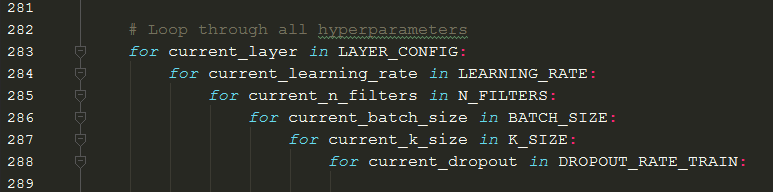 281
282 # Loop through all hyperparameters
283 for current_layer in LAYER_CONFIG:
284 for current_learning_rate in LEARNING_RATE:
285 for current_n_filters in N_FILTERS:
286 for current_batch_size in BATCH_SIZE:
287 for current_k_size in K_SIZE:
288 for current_dropout in DROPOUT_RATE_TRAIN:
289